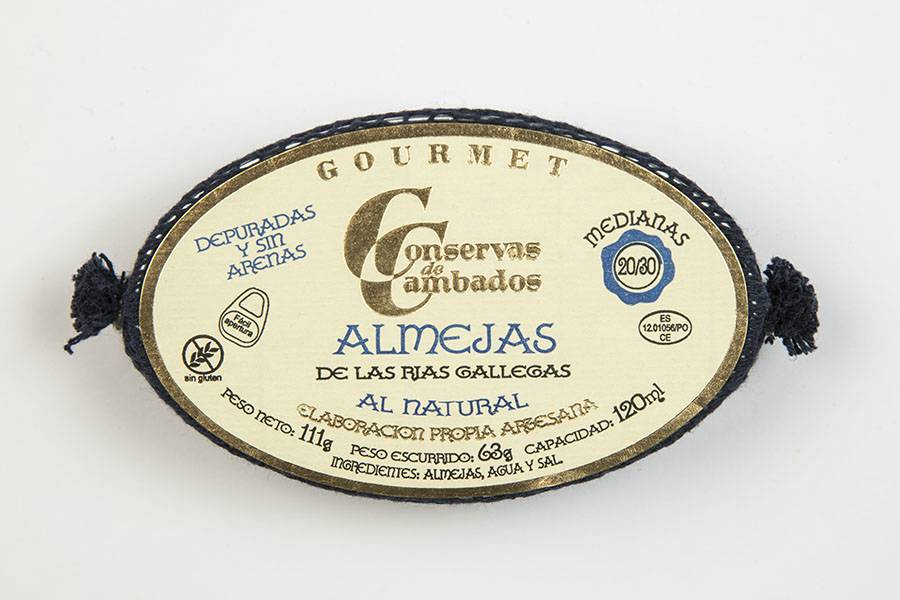 GOURMET
Conservas
de
Cambados
DEPURADAS
Y SIN
ARENAS
MEDIANAS
20/30
Fácil
apertura
sin gluten
ES
12.01056/PO
CE
ALMEJAS
DE LAS RIAS GALLEGAS
AL NATURAL
ELABORACION PROPIA ARTESANA
PESO NETO: 111g PESO ESCURRIDO: 63g CAPACIDAD: 120ml
INGREDIENTES: ALMEJAS, AGUA Y SAL.